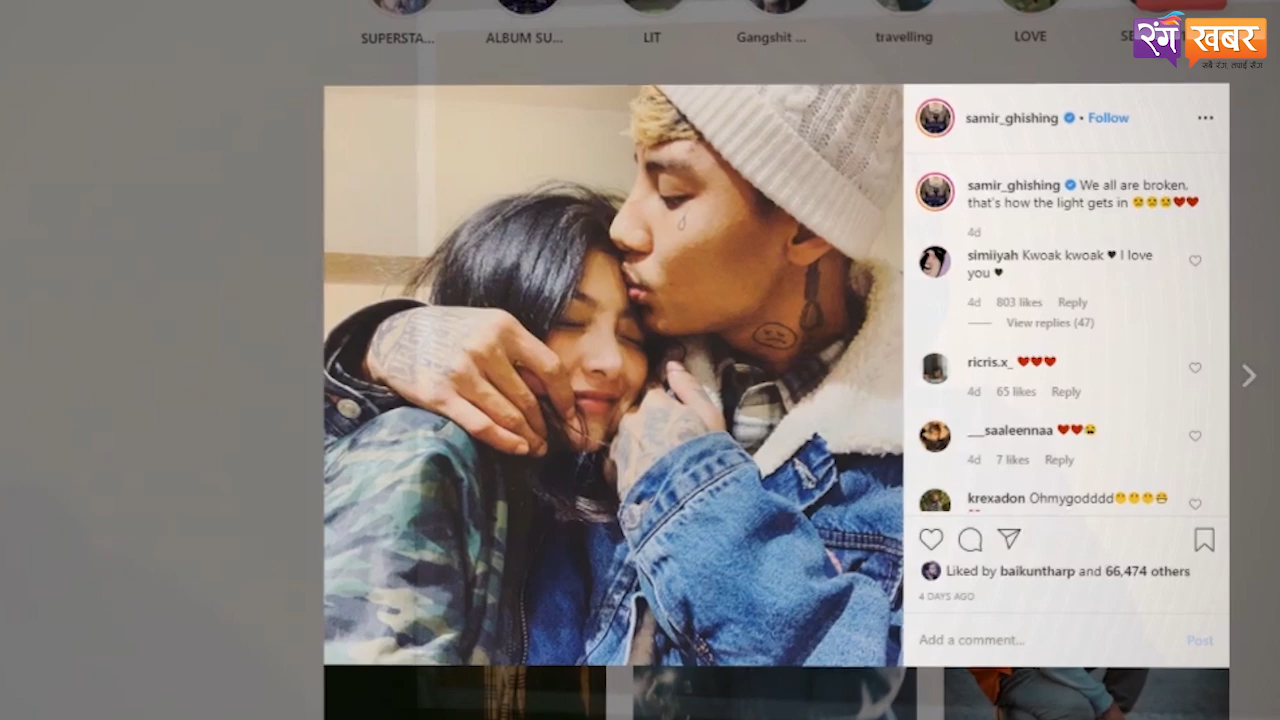 SUPERSTA...
ALBUM SU...
LIT
Gangshit ...
travelling
LOVE
रंग खबर
सबै रंग, तपाईं सँग
samir_ghishing • Follow
samir_ghishing We all are broken,
that's how the light gets in 😢😢😢❤❤
4d
simiiyah Kwoak kwoak ♥ I love
you ♥
4d 803 likes Reply
View replies (47)
ricris.x_ ❤❤❤
4d 65 likes Reply
___saaleennaa ❤❤😩
4d 7 likes Reply
krexadon Ohmygodddd
Liked by baikuntharp and 66,474 others
4 DAYS AGO
Add a comment...
Post